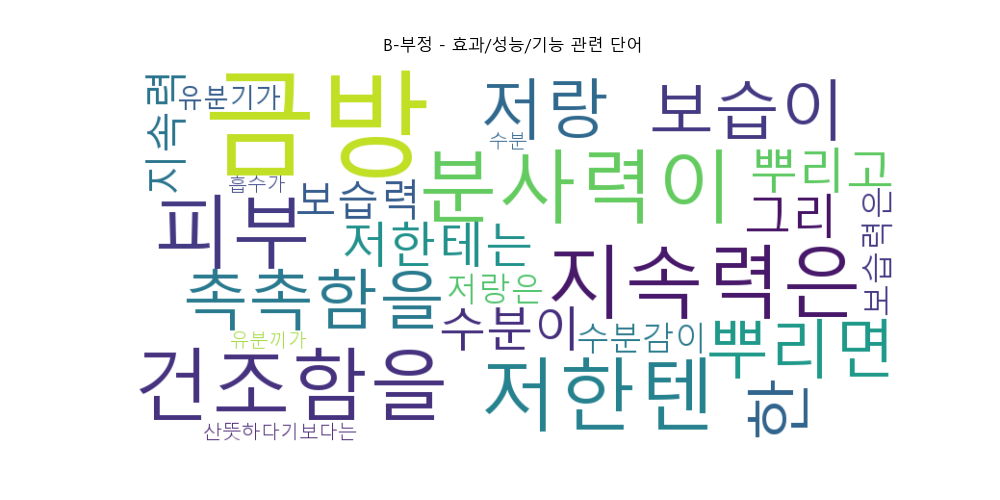 B-부정 - 효과/성능/기능 관련 단어
지속력
유분기가
금방
저랑
보습이
수분
흡수가
보습력
분사력이
뿌리고
피부
저한테는
그리
보습력은
촉촉함을
저랑은
지속력은
유분끼가
수분이
수분감이
뿌리면
건조함을
저한텐
한
산뜻하다기보다는